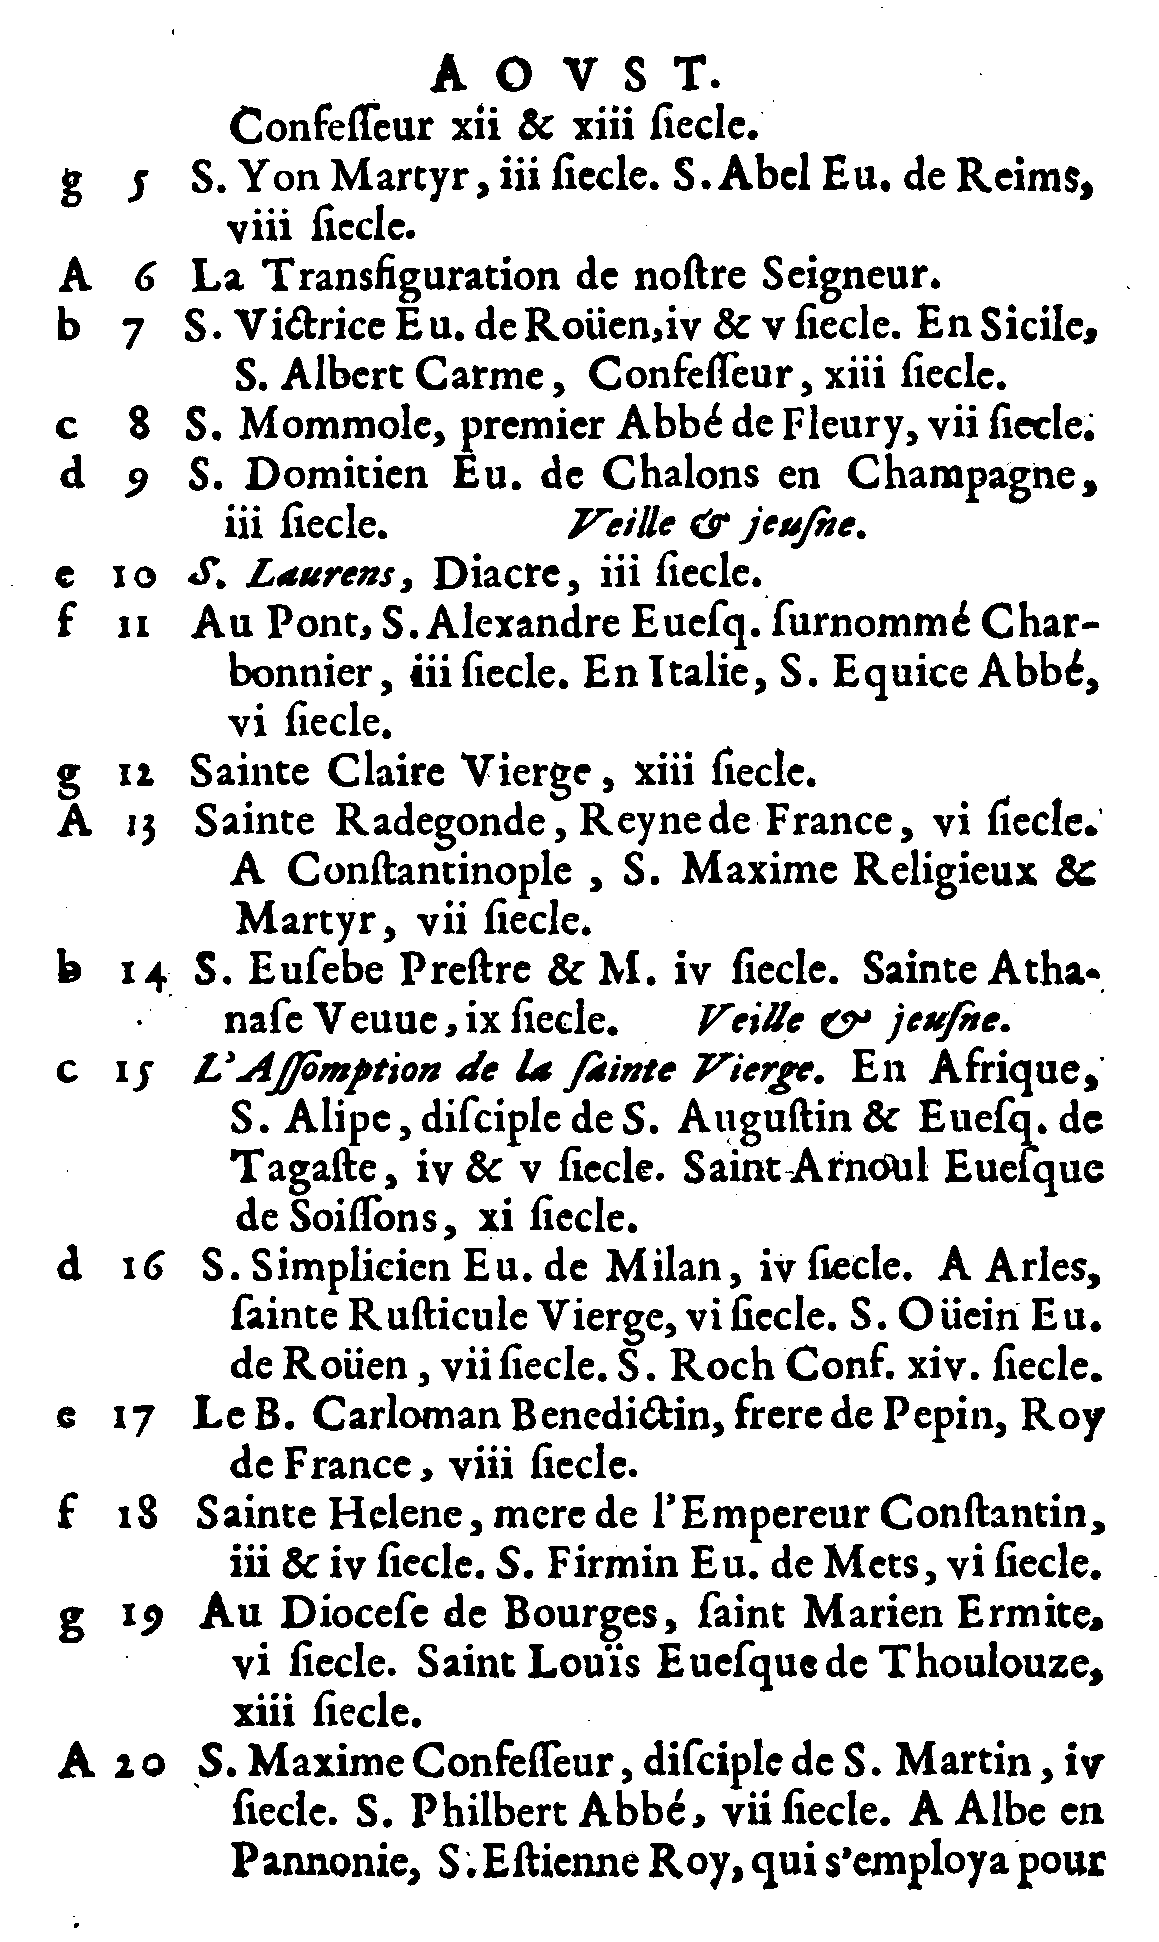 AOVST.
Confeſſeur xii & xiii ſiecle.
g 5 S. Yon Martyr, iii ſiecle. S. Abel Eu. de Reims,
viii ſiecle.
A 6 La Transfiguration de noſtre Seigneur.
b 7 S. Victrice Eu. de Roüen, iv & v ſiecle. En Sicile,
S. Albert Carme, Confeſſeur, xiii ſiecle.
c 8 S. Mommole, premier Abbé de Fleury, vii ſiecle.
d 9 S. Domitien Eu. de Chalons en Champagne,
iii ſiecle. Veille & jeuſne.
e 10 S. Laurens, Diacre, iii ſiecle.
f 11 Au Pont, S. Alexandre Eueſq. ſurnommé Char-
bonnier, iii ſiecle. En Italie, S. Equice Abbé,
vi ſiecle.
g 12 Sainte Claire Vierge, xiii ſiecle.
A 13 Sainte Radegonde, Reyne de France, vi ſiecle.
A Conſtantinople, S. Maxime Religieux &
Martyr, vii ſiecle.
b 14 S. Euſebe Preſtre & M. iv ſiecle. Sainte Atha-
naſe Veuue, ix ſiecle. Veille & jeuſne.
c 15 L'Aſſomption de la ſainte Vierge. En Afrique,
S. Alipe, diſciple de S. Auguſtin & Eueſq. de
Tagaſte, iv & v ſiecle. Saint Arnoul Eueſque
de Soiſſons, xi ſiecle.
d 16 S. Simplicien Eu. de Milan, iv ſiecle. A Arles,
ſainte Ruſticule Vierge, vi ſiecle. S. Oüein Eu.
de Roüen, vii ſiecle. S. Roch Conf. xiv. ſiecle.
e 17 Le B. Carloman Benedictin, frere de Pepin, Roy
de France, viii ſiecle.
f 18 Sainte Helene, mere de l'Empereur Conſtantin,
iii & iv ſiecle. S. Firmin Eu. de Mets, vi ſiecle.
g 19 Au Dioceſe de Bourges, ſaint Marien Ermite,
vi ſiecle. Saint Louïs Eueſque de Thoulouze,
xiii ſiecle.
A 20 S. Maxime Confeſſeur, diſciple de S. Martin, iv
ſiecle. S. Philbert Abbé, vii ſiecle. A Albe en
Pannonie, S. Eſtienne Roy, qui s'employa pour